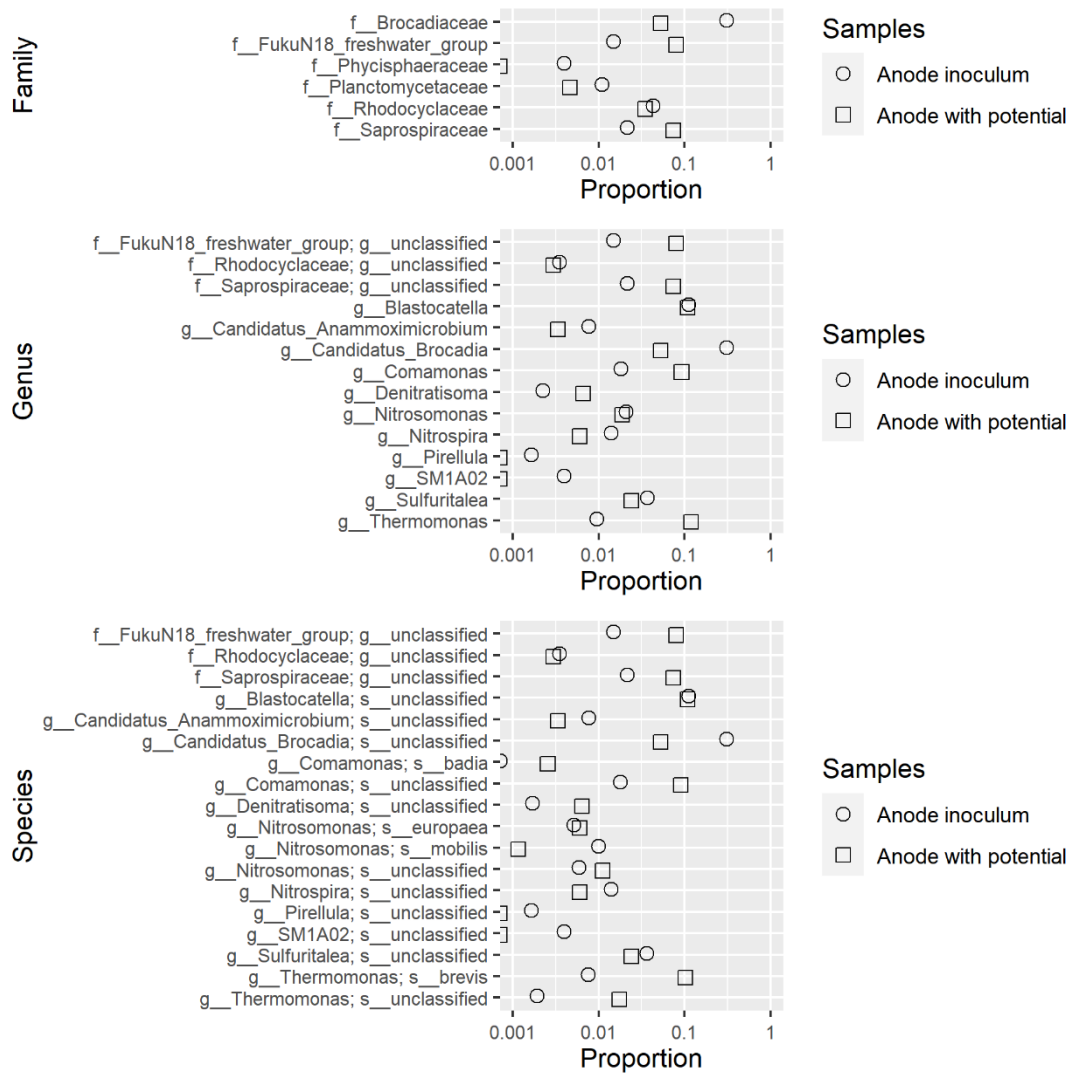 Family
f__Brocadiaceae
f__FukuN18_freshwater_group
f__Phycisphaeraceae
f__Planctomycetaceae
f__Rhodocyclaceae
f__Saprospiraceae
0.001 0.01 0.1 1
Proportion
Samples
Anode inoculum
Anode with potential
Genus
f__FukuN18_freshwater_group; g__unclassified
f__Rhodocyclaceae; g__unclassified
f__Saprospiraceae; g__unclassified
g__Blastocatella
g__Candidatus_Anammoximicrobium
g__Candidatus_Brocadia
g__Comamonas
g__Denitratisoma
g__Nitrosomonas
g__Nitrospira
g__Pirellula
g__SM1A02
g__Sulfuritalea
g__Thermomonas
0.001 0.01 0.1 1
Proportion
Samples
Anode inoculum
Anode with potential
Species
f__FukuN18_freshwater_group; g__unclassified
f__Rhodocyclaceae; g__unclassified
f__Saprospiraceae; g__unclassified
g__Blastocatella; s__unclassified
g__Candidatus_Anammoximicrobium; s__unclassified
g__Candidatus_Brocadia; s__unclassified
g__Comamonas; s__badia
g__Comamonas; s__unclassified
g__Denitratisoma; s__unclassified
g__Nitrosomonas; s__europaea
g__Nitrosomonas; s__mobilis
g__Nitrosomonas; s__unclassified
g__Nitrospira; s__unclassified
g__Pirellula; s__unclassified
g__SM1A02; s__unclassified
g__Sulfuritalea; s__unclassified
g__Thermomonas; s__brevis
g__Thermomonas; s__unclassified
0.001 0.01 0.1 1
Proportion
Samples
Anode inoculum
Anode with potential